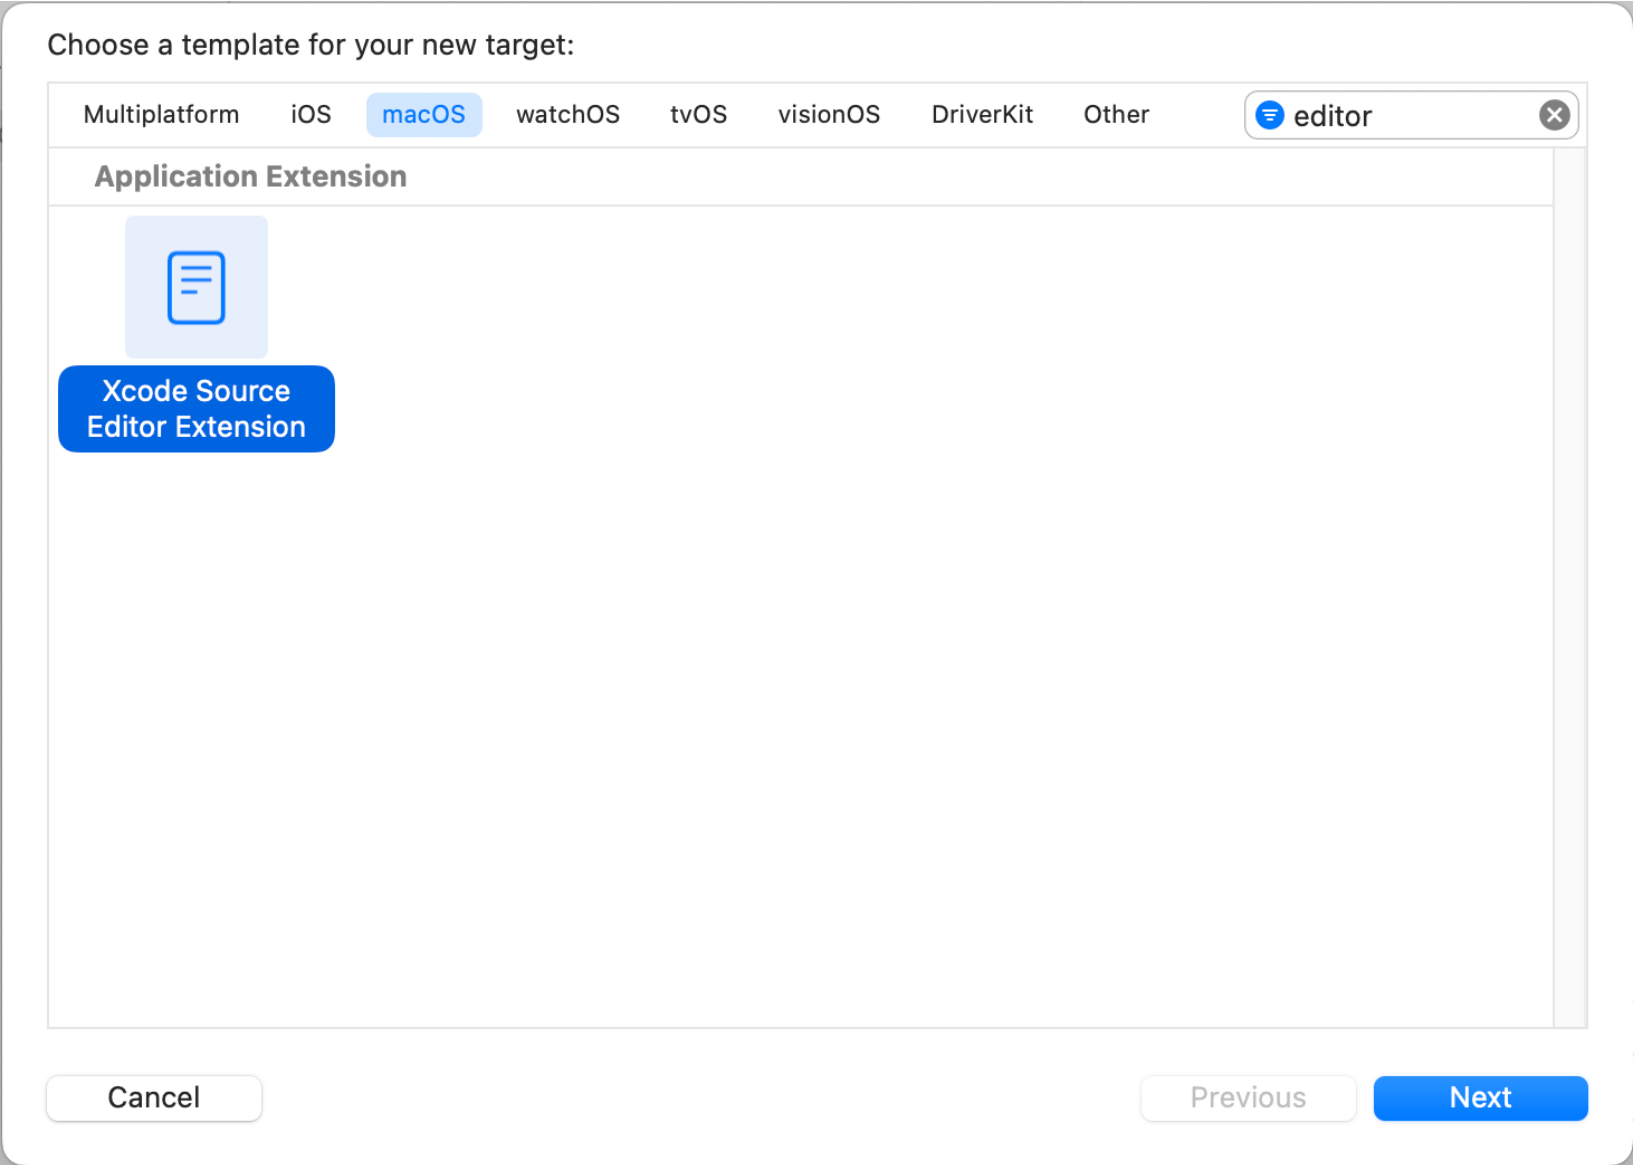 Choose a template for your new target:
Multiplatform iOS macOS watchOS tvOS visionOS DriverKit Other editor
Application Extension
Xcode Source
Editor Extension
Cancel Previous Next